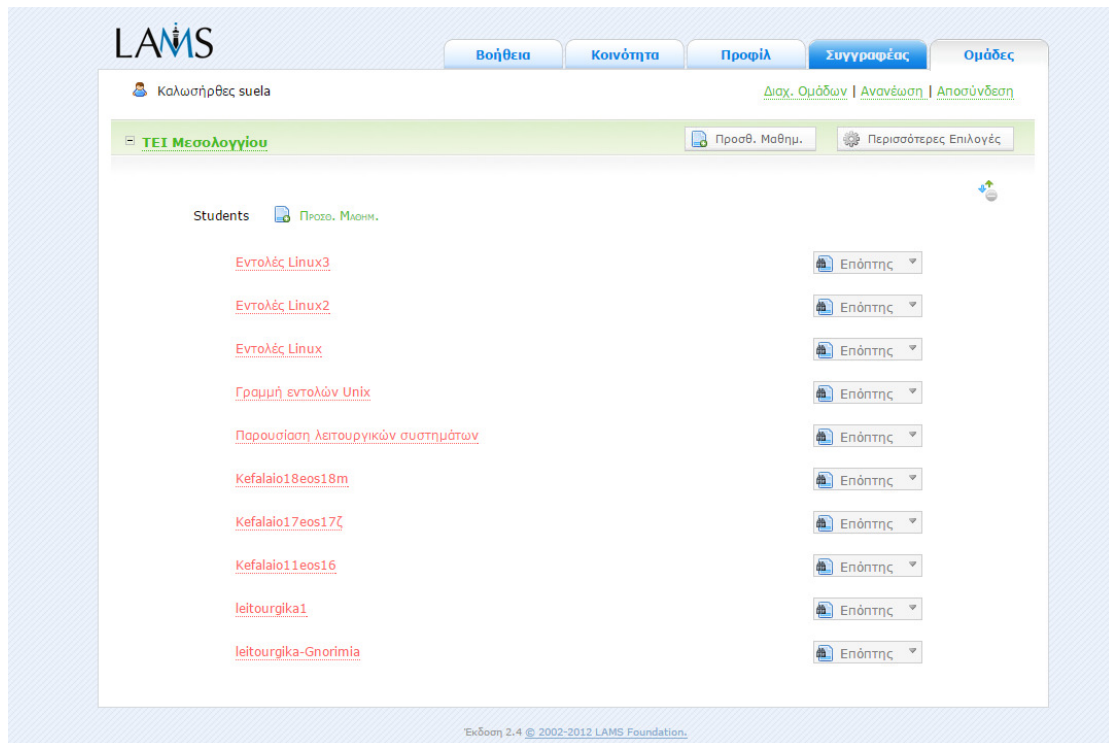 LAMS
Βοήθεια Κοινότητα Προφίλ Συγγραφέας Ομάδες
Καλωσήρθες suela Διαχ. Ομάδων | Ανανέωση | Αποσύνδεση
ΤΕΙ Μεσολογγίου Προσθ. Μαθημ. Περισσότερες Επιλογές
Students Προσθ. Μαθημ.
Εντολές Linux3 Επόπτης
Εντολές Linux2 Επόπτης
Εντολές Linux Επόπτης
Γραμμή εντολών Unix Επόπτης
Παρουσίαση λειτουργικών συστημάτων Επόπτης
Kefalaio18eos18m Επόπτης
Kefalaio17eos17ζ Επόπτης
Kefalaio11eos16 Επόπτης
leitourgika1 Επόπτης
leitourgika-Gnorimia Επόπτης
Έκδοση 2.4 © 2002-2012 LAMS Foundation.